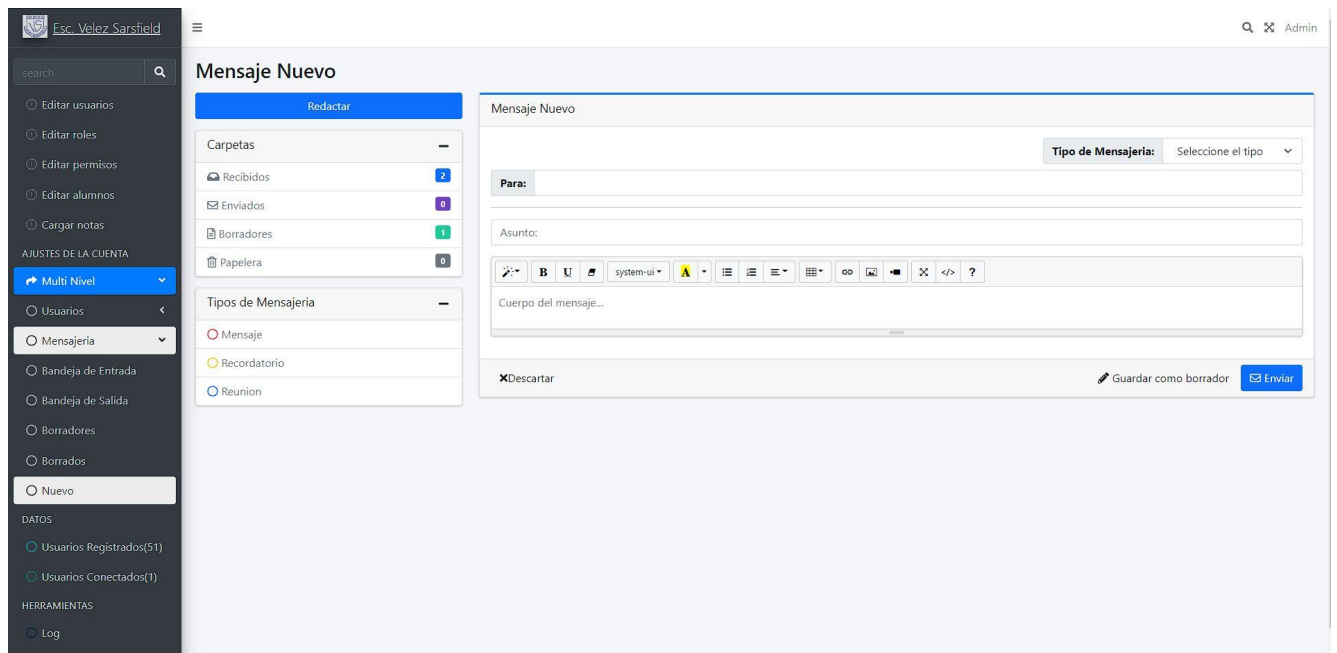 Esc. Velez Sarsfield
Admin
search
Editar usuarios
Editar roles
Editar permisos
Editar alumnos
Cargar notas
AJUSTES DE LA CUENTA
Multi Nivel
Usuarios
Mensajeria
Bandeja de Entrada
Bandeja de Salida
Borradores
Borrados
Nuevo
DATOS
Usuarios Registrados(51)
Usuarios Conectados(1)
HERRAMIENTAS
Log
Mensaje Nuevo
Redactar
Carpetas
Recibidos 2
Enviados 0
Borradores 1
Papelera 0
Tipos de Mensajeria
Mensaje
Recordatorio
Reunion
Mensaje Nuevo
Tipo de Mensajeria: Seleccione el tipo
Para:
Asunto:
B U system-ui A </> ?
Cuerpo del mensaje...
Descartar
Guardar como borrador
Enviar